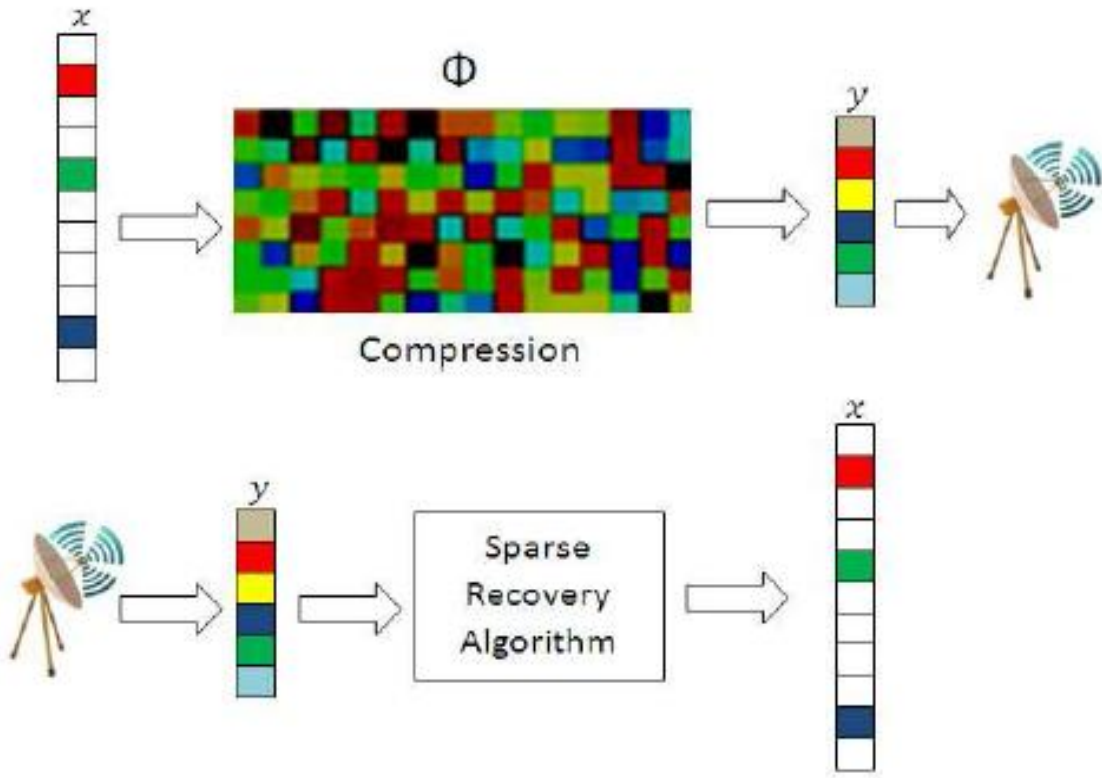 x
Φ
y
Compression
x
y
Sparse
Recovery
Algorithm